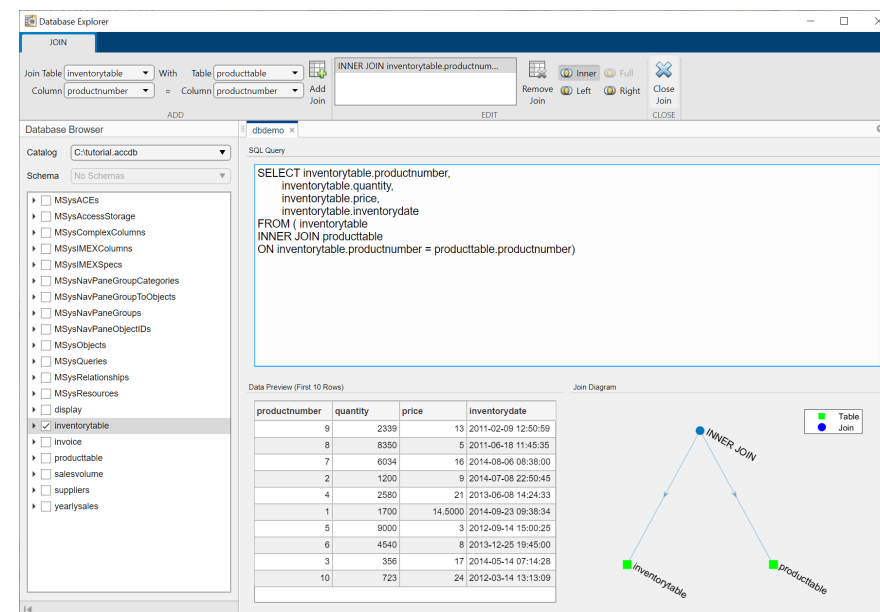 Database Explorer
JOIN
Join Table inventorytable With Table producttable
Column productnumber = Column productnumber
Add Join
ADD
INNER JOIN inventorytable.productnum...
Remove Join
Inner Full
Left Right
EDIT
Close Join
CLOSE
Database Browser
Catalog C:\tutorial.accdb
Schema No Schemas
MSysACEs
MSysAccessStorage
MSysComplexColumns
MSysIMEXColumns
MSysIMEXSpecs
MSysNavPaneGroupCategories
MSysNavPaneGroupToObjects
MSysNavPaneGroups
MSysNavPaneObjectIDs
MSysObjects
MSysQueries
MSysRelationships
MSysResources
display
inventorytable
invoice
producttable
salesvolume
suppliers
yearlysales
dbdemo
SQL Query
SELECT inventorytable.productnumber,
inventorytable.quantity,
inventorytable.price,
inventorytable.inventorydate
FROM ( inventorytable
INNER JOIN producttable
ON inventorytable.productnumber = producttable.productnumber)
Data Preview (First 10 Rows)
productnumber quantity price inventorydate
9 2339 13 2011-02-09 12:50:59
8 8350 5 2011-06-18 11:45:35
7 6034 16 2014-08-06 08:38:00
2 1200 9 2014-07-08 22:50:45
4 2580 21 2013-06-08 14:24:33
1 1700 14.5000 2014-09-23 09:38:34
5 9000 3 2012-09-14 15:00:25
6 4540 8 2013-12-25 19:45:00
3 356 17 2014-05-14 07:14:28
10 723 24 2012-03-14 13:13:09
Join Diagram
Table
Join
INNER JOIN
inventorytable
producttable